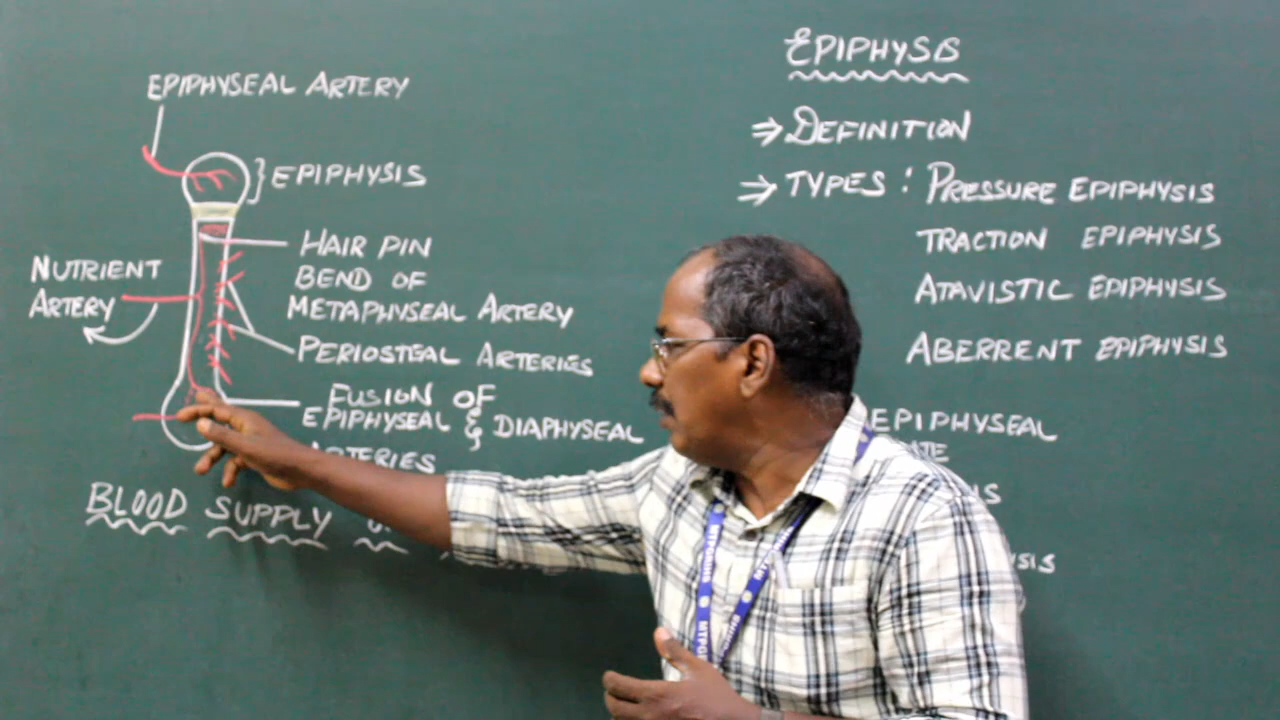 EPIPHYSEAL ARTERY
EPIPHYSIS
HAIR PIN
BEND OF
METAPHYSEAL ARTERY
NUTRIENT
ARTERY
PERIOSTEAL ARTERIES
FUSION OF
EPIPHYSEAL & DIAPHYSEAL
ARTERIES
BLOOD SUPPLY
EPIPHYSIS
⇒ DEFINITION
⇒ TYPES : PRESSURE EPIPHYSIS
TRACTION EPIPHYSIS
ATAVISTIC EPIPHYSIS
ABERRENT EPIPHYSIS
EPIPHYSEAL